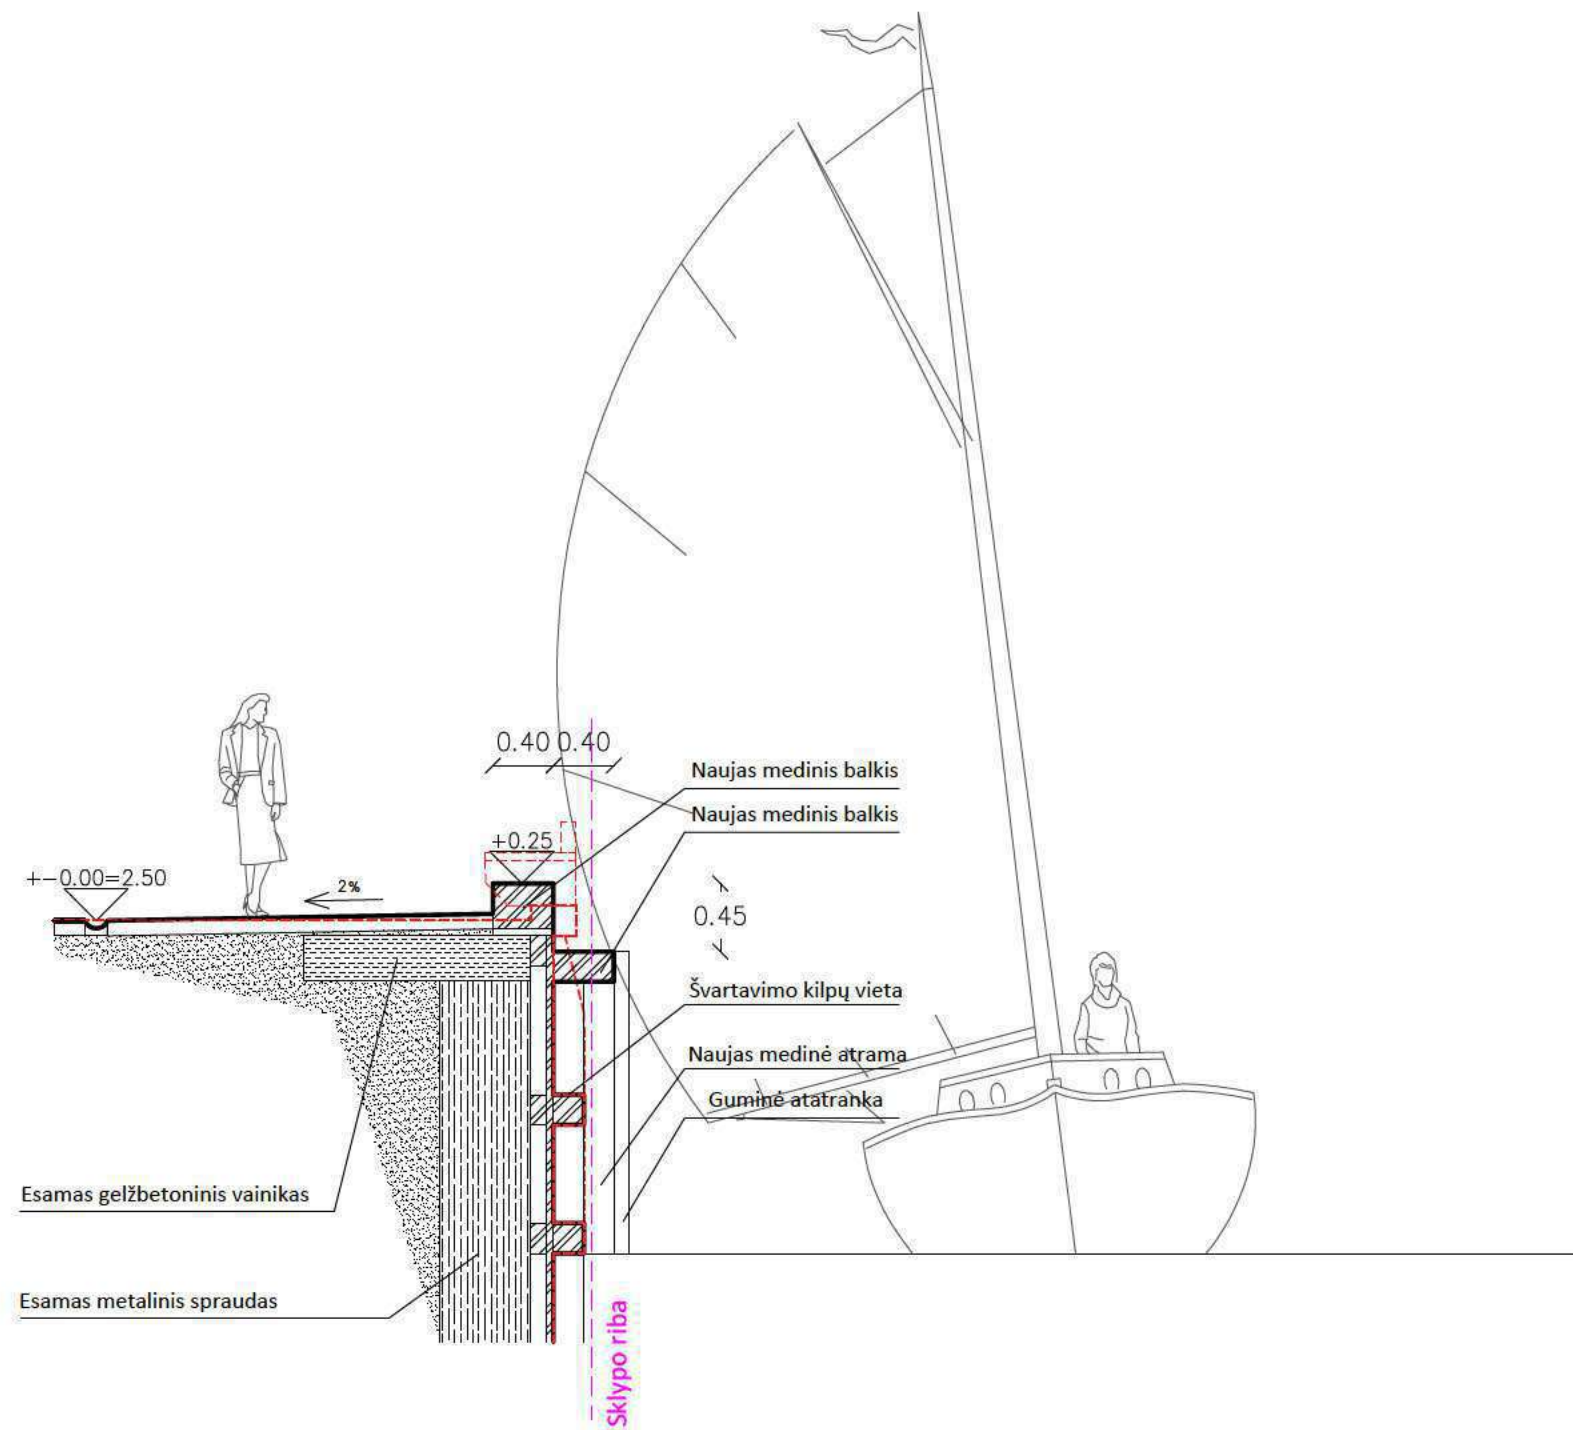 0.40 0.40
Naujas medinis balkis
Naujas medinis balkis
+0.25
+-0.00=2.50
2%
0.45
Švartavimo kilpų vieta
Naujas medinė atrama
Guminė atatranka
Esamas gelžbetoninis vainikas
Esamas metalinis spraudas
Sklypo riba